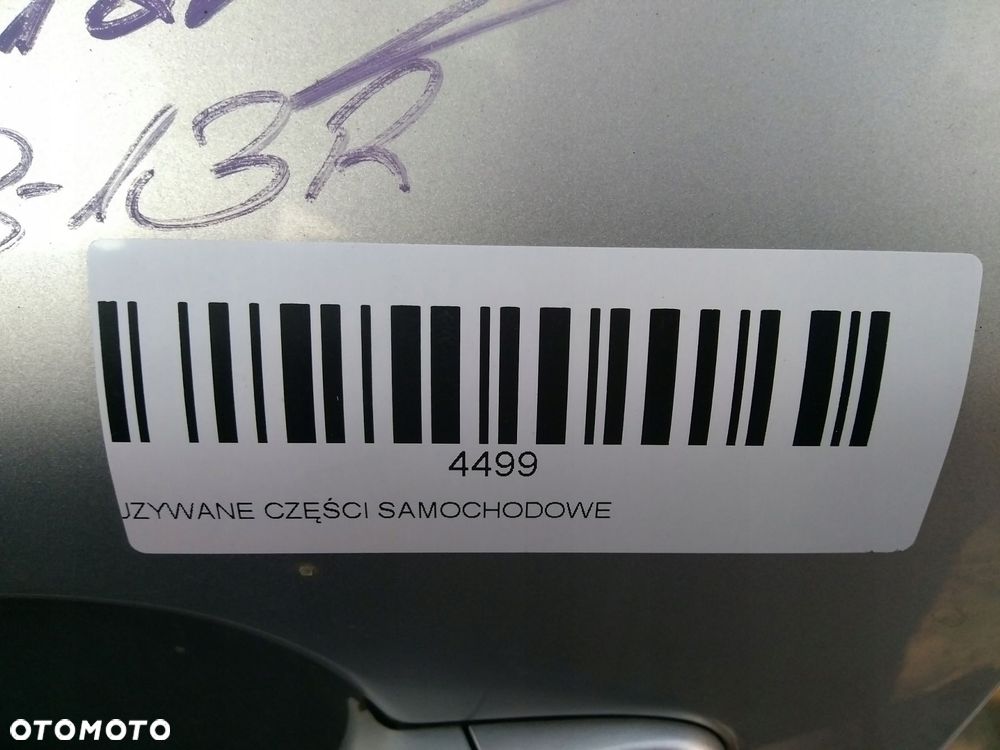 3-13R
4499
UZYWANE CZĘŚCI SAMOCHODOWE
OTOMOTO